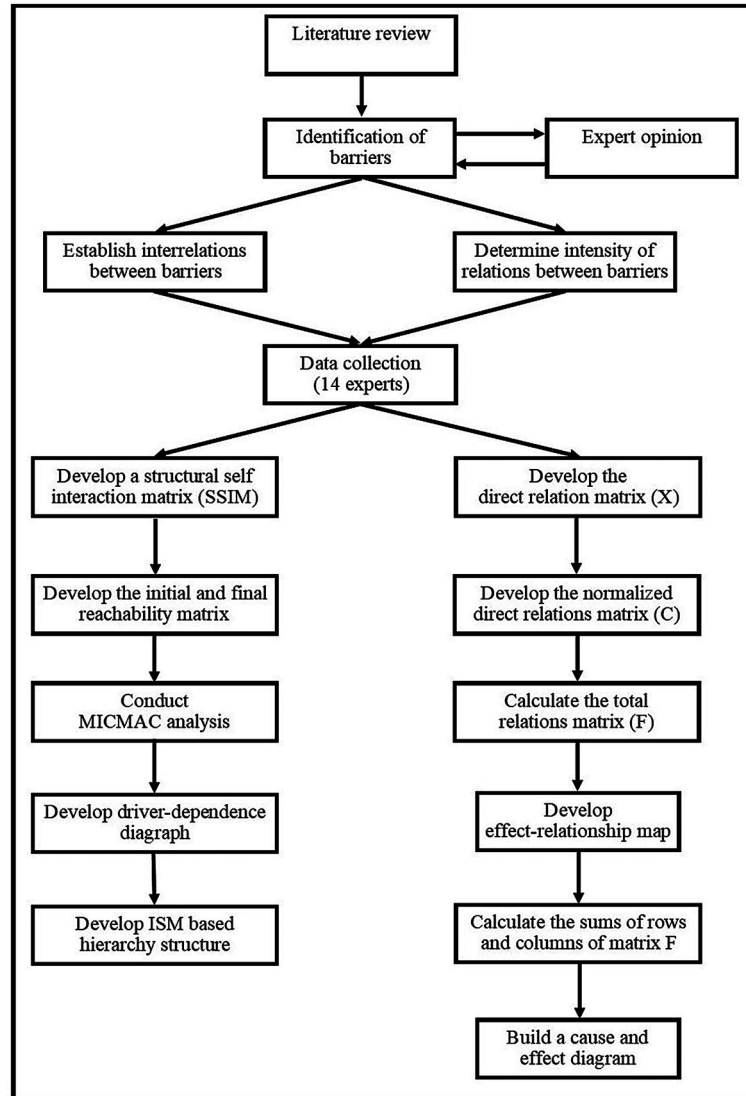 Literature review
Identification of
barriers
Expert opinion
Establish interrelations
between barriers
Determine intensity of
relations between barriers
Data collection
(14 experts)
Develop a structural self
interaction matrix (SSIM)
Develop the
direct relation matrix (X)
Develop the initial and final
reachability matrix
Develop the normalized
direct relations matrix (C)
Conduct
MICMAC analysis
Calculate the total
relations matrix (F)
Develop driver-dependence
diagraph
Develop
effect-relationship map
Develop ISM based
hierarchy structure
Calculate the sums of rows
and columns of matrix F
Build a cause and
effect diagram